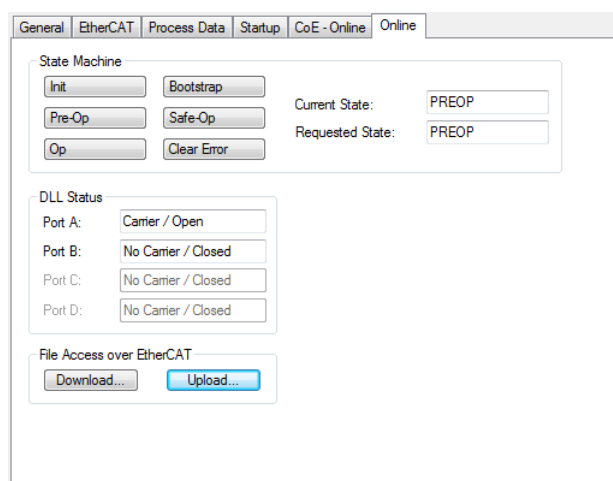 General EtherCAT Process Data Startup CoE - Online Online
State Machine
Init Bootstrap
Current State: PREOP
Pre-Op Safe-Op
Requested State: PREOP
Op Clear Error
DLL Status
Port A: Carrier / Open
Port B: No Carrier / Closed
Port C: No Carrier / Closed
Port D: No Carrier / Closed
File Access over EtherCAT
Download... Upload...